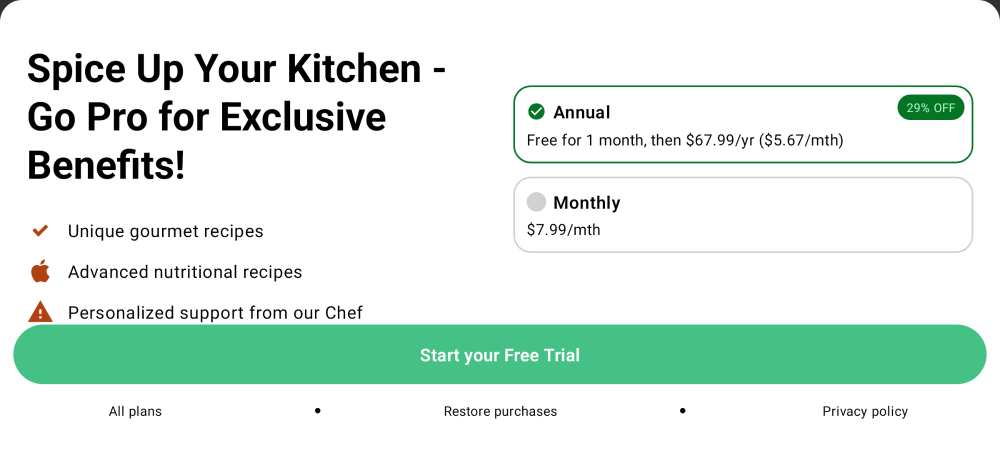 Spice Up Your Kitchen -
Go Pro for Exclusive
Benefits!
Unique gourmet recipes
Advanced nutritional recipes
Personalized support from our Chef
Annual
29% OFF
Free for 1 month, then $67.99/yr ($5.67/mth)
Monthly
$7.99/mth
Start your Free Trial
All plans • Restore purchases • Privacy policy